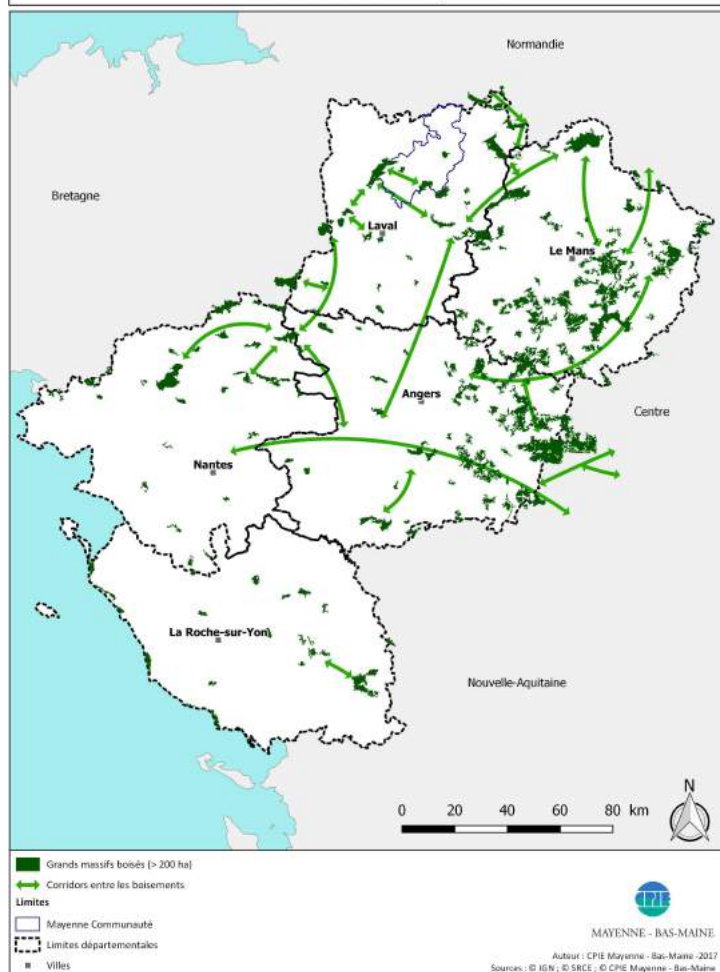 Normandie
Bretagne
Laval
Le Mans
Angers
Centre
Nantes
La Roche-sur-Yon
Nouvelle-Aquitaine
N
0 20 40 60 80 km
Grands massifs boisés (> 200 ha)
Corridors entre les boisements
Limites
Mayenne Communauté
Limites départementales
Villes
CPIE
MAYENNE - BAS-MAINE
Auteur : CPIE Mayenne - Bas-Maine -2017
Sources : © IGN ; © SRCE ; © CPIE Mayenne - Bas-Maine